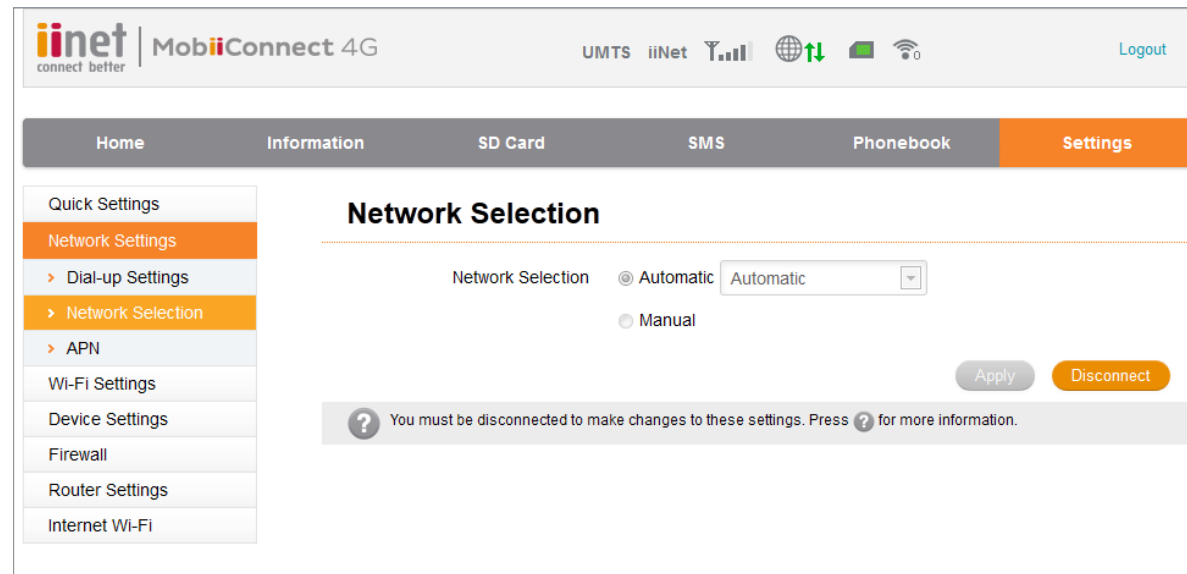 iinet
connect better
MobiiConnect 4G
UMTS iiNet
0
Logout
Home Information SD Card SMS Phonebook Settings
Quick Settings
Network Settings
Dial-up Settings
Network Selection
APN
Wi-Fi Settings
Device Settings
Firewall
Router Settings
Internet Wi-Fi
Network Selection
Network Selection Automatic Automatic
Manual
Apply Disconnect
? You must be disconnected to make changes to these settings. Press ? for more information.